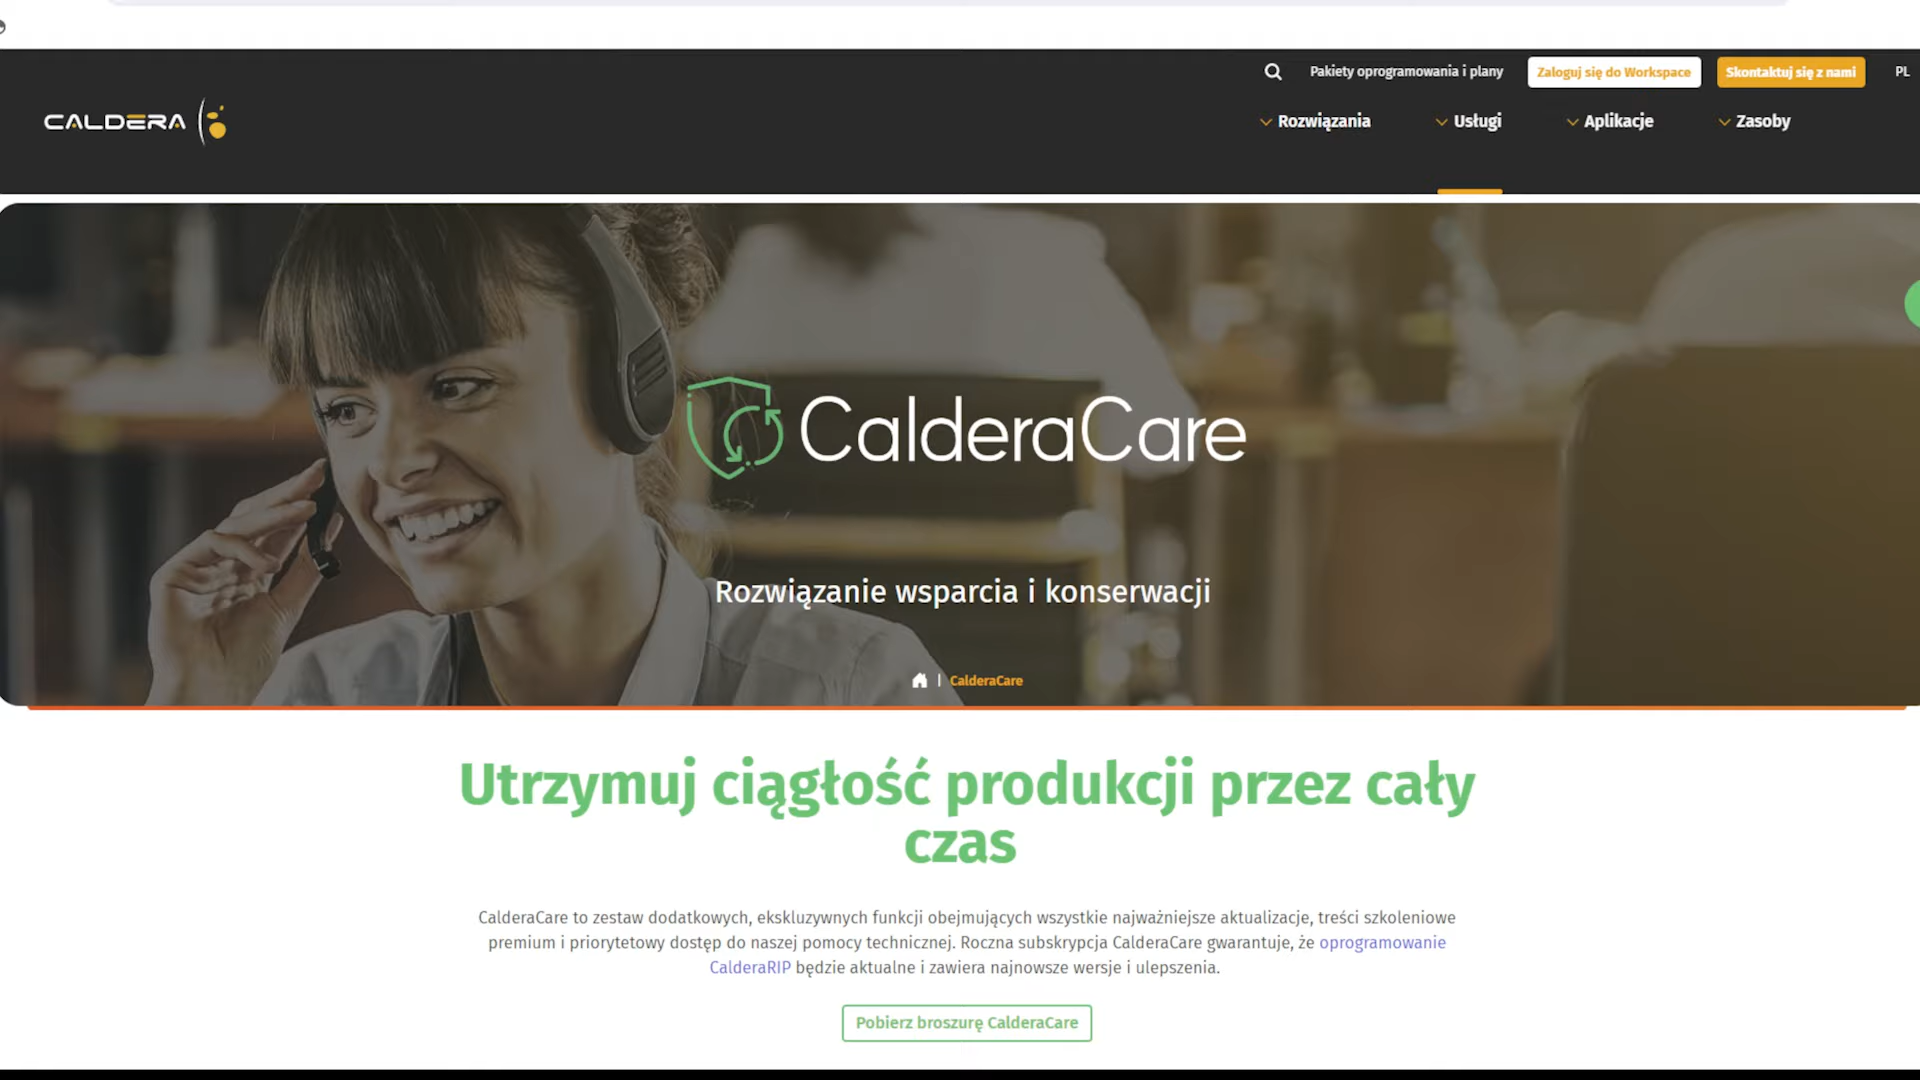 Pakiety oprogramowania i plany
Zaloguj się do Workspace
Skontaktuj się z nami
PL
CALDERA
Rozwiązania
Usługi
Aplikacje
Zasoby
CalderaCare
Rozwiązanie wsparcia i konserwacji
| CalderaCare
Utrzymuj ciągłość produkcji przez cały
czas
CalderaCare to zestaw dodatkowych, ekskluzywnych funkcji obejmujących wszystkie najważniejsze aktualizacje, treści szkoleniowe
premium i priorytetowy dostęp do naszej pomocy technicznej. Roczna subskrypcja CalderaCare gwarantuje, że oprogramowanie
CalderaRIP będzie aktualne i zawiera najnowsze wersje i ulepszenia.
Pobierz broszurę CalderaCare